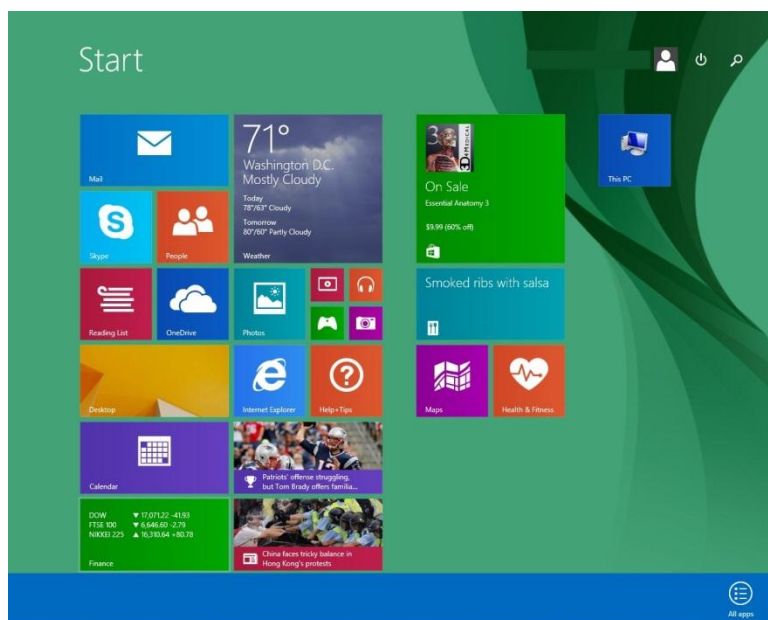 Start
Mail
71°
Washington D.C.
Mostly Cloudy
Today
78°/63° Cloudy
Tomorrow
80°/60° Partly Cloudy
Weather
Skype
People
Reading List
OneDrive
Photos
Desktop
Internet Explorer
Help+Tips
Calendar
Patriots' offense struggling,
but Tom Brady offers familia...
DOW ▼ 17,071.22 -41.93
FTSE 100 ▼ 6,646.60 -2.79
NIKKEI 225 ▲ 16,310.64 +80.78
Finance
China faces tricky balance in
Hong Kong's protests
3D4MEDICAL
On Sale
Essential Anatomy 3
$9.99 (60% off)
Smoked ribs with salsa
Maps
Health & Fitness
This PC
All apps